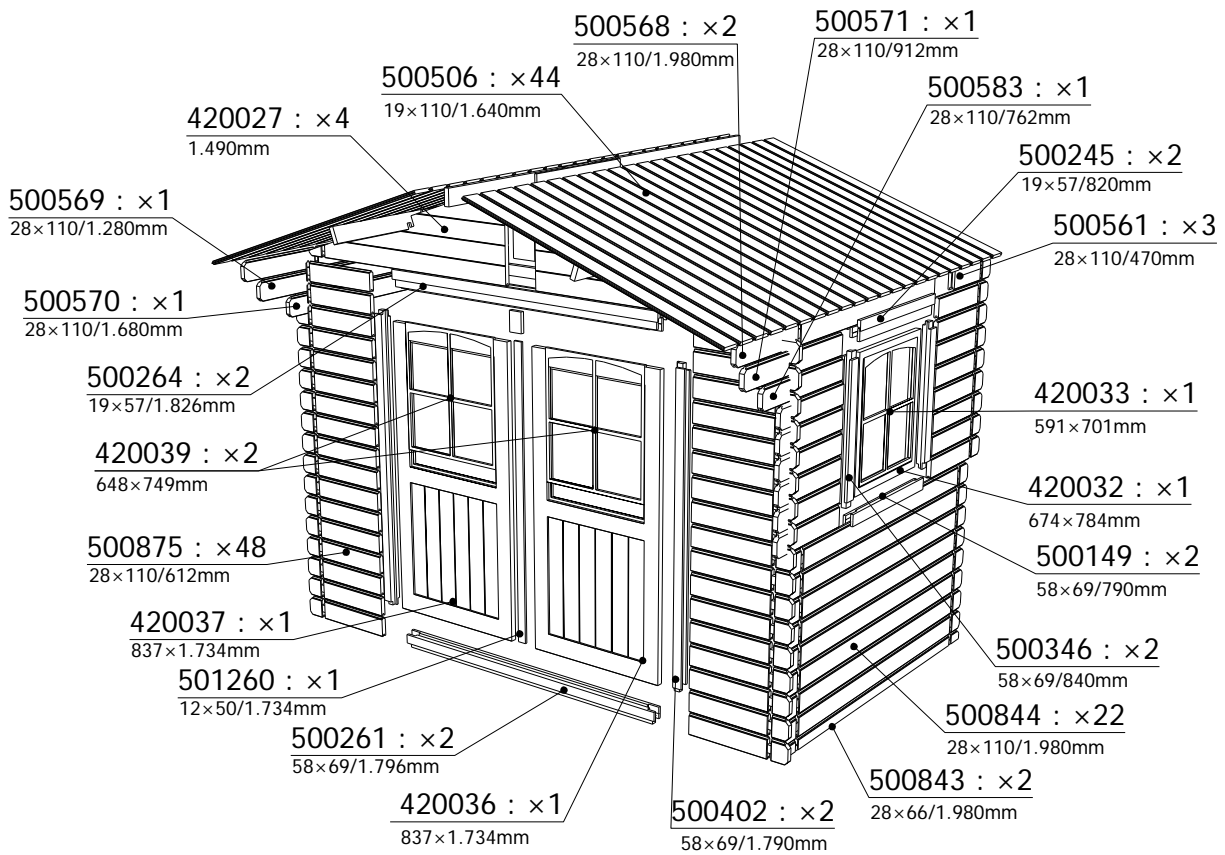 500568 : ×2
28×110/1.980mm
500571 : ×1
28×110/912mm
500506 : ×44
19×110/1.640mm
500583 : ×1
28×110/762mm
420027 : ×4
1.490mm
500245 : ×2
19×57/820mm
500569 : ×1
28×110/1.280mm
500561 : ×3
28×110/470mm
500570 : ×1
28×110/1.680mm
500264 : ×2
19×57/1.826mm
420033 : ×1
591×701mm
420039 : ×2
648×749mm
420032 : ×1
674×784mm
500875 : ×48
28×110/612mm
500149 : ×2
58×69/790mm
420037 : ×1
837×1.734mm
500346 : ×2
58×69/840mm
501260 : ×1
12×50/1.734mm
500844 : ×22
28×110/1.980mm
500261 : ×2
58×69/1.796mm
500843 : ×2
28×66/1.980mm
420036 : ×1
837×1.734mm
500402 : ×2
58×69/1.790mm